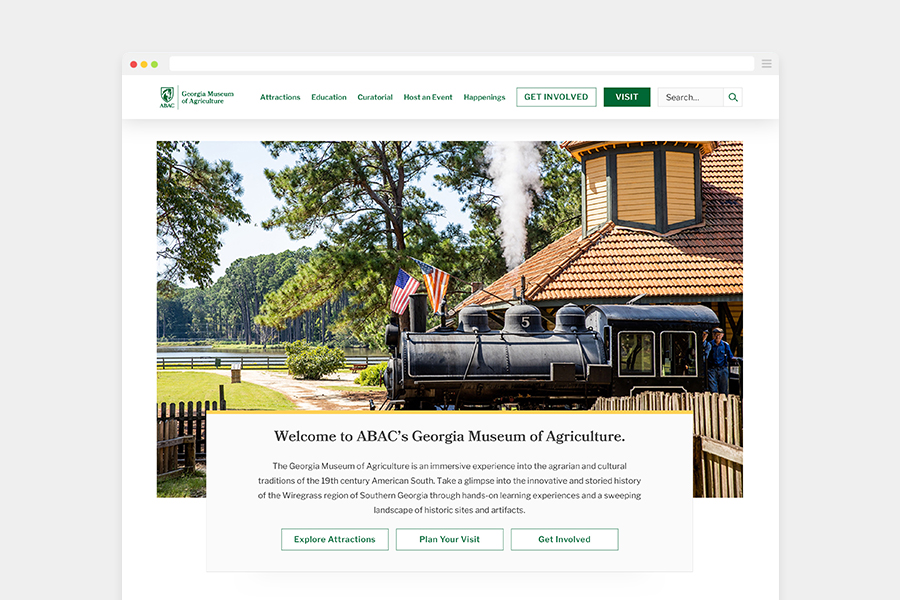 Georgia Museum
of Agriculture
ABAC
Attractions Education Curatorial Host an Event Happenings GET INVOLVED VISIT Search...
5
Welcome to ABAC's Georgia Museum of Agriculture.
The Georgia Museum of Agriculture is an immersive experience into the agrarian and cultural
traditions of the 19th century American South. Take a glimpse into the innovative and storied history
of the Wiregrass region of Southern Georgia through hands-on learning experiences and a sweeping
landscape of historic sites and artifacts.
Explore Attractions Plan Your Visit Get Involved